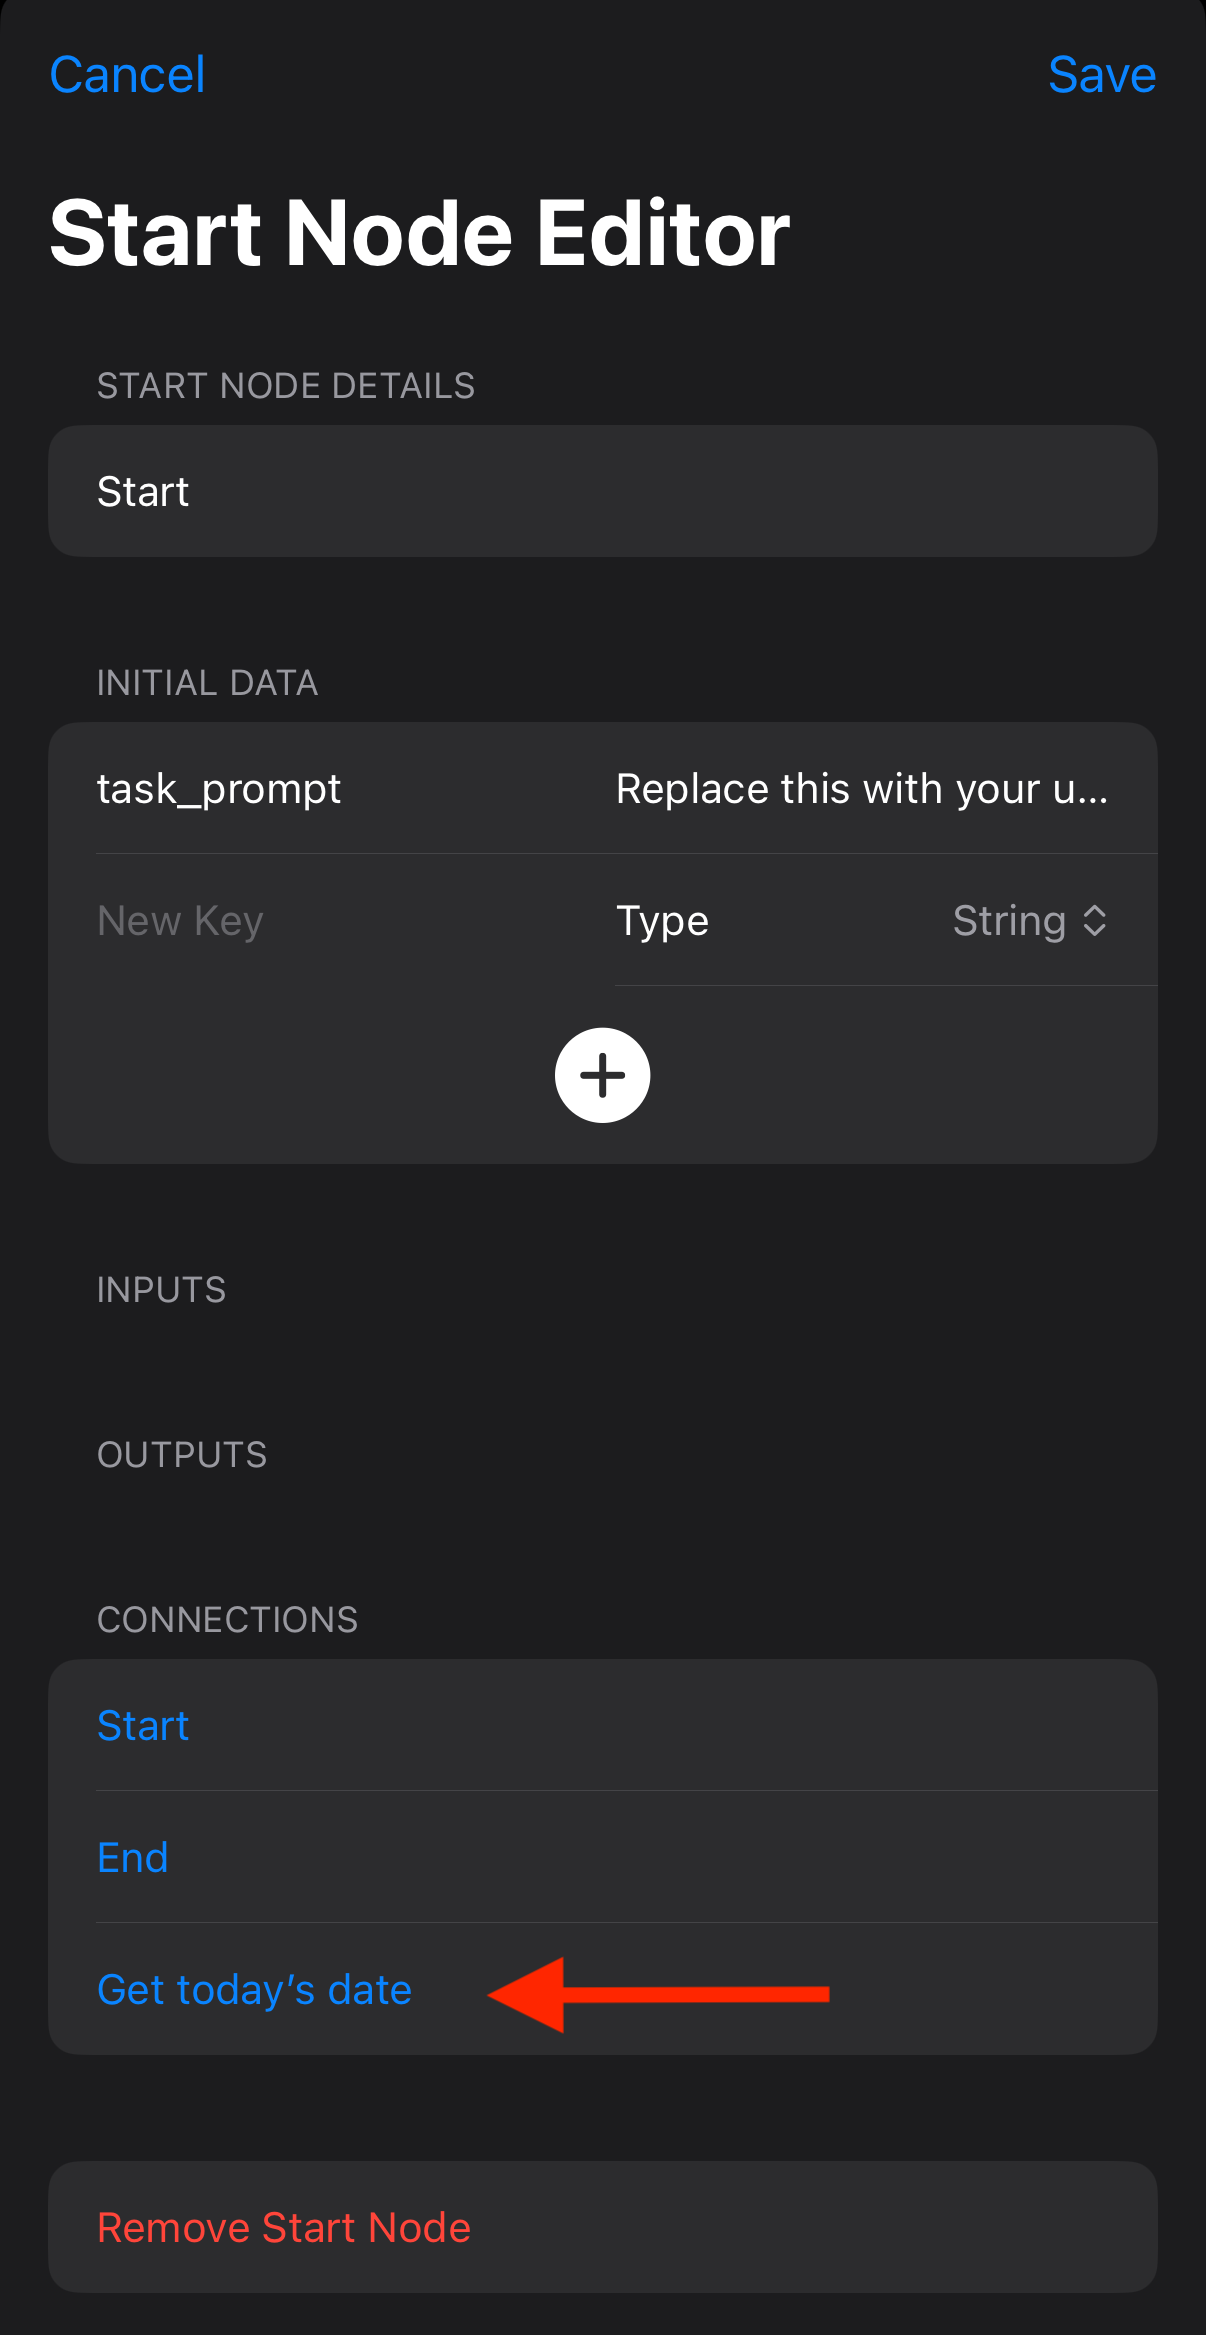 Cancel
Save
Start Node Editor
START NODE DETAILS
Start
INITIAL DATA
task_prompt
Replace this with your u...
New Key
Type
String
INPUTS
OUTPUTS
CONNECTIONS
Start
End
Get today’s date
Remove Start Node